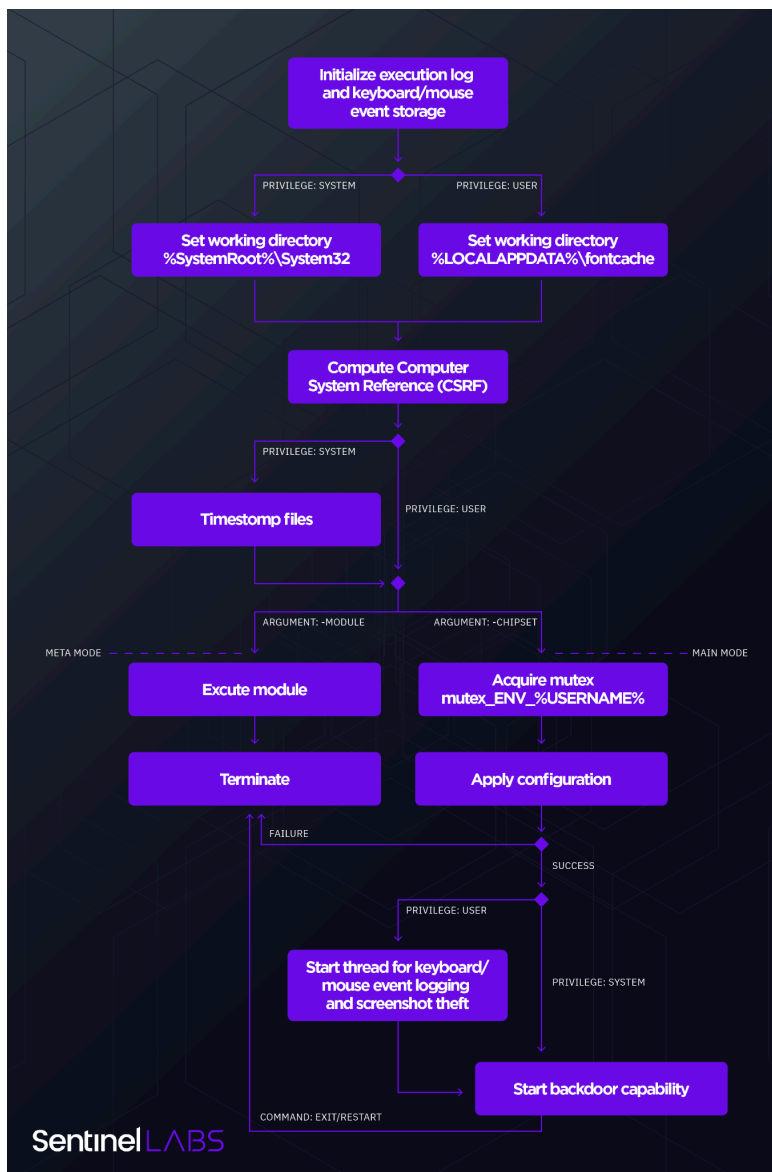 Initialize execution log
and keyboard/mouse
event storage
PRIVILEGE: SYSTEM
PRIVILEGE: USER
Set working directory
%SystemRoot%\System32
Set working directory
%LOCALAPPDATA%\fontcache
Compute Computer
System Reference (CSRF)
PRIVILEGE: SYSTEM
Timestomp files
PRIVILEGE: USER
ARGUMENT: -MODULE
ARGUMENT: -CHIPSET
META MODE
MAIN MODE
Excute module
Acquire mutex
mutex_ENV_%USERNAME%
Terminate
Apply configuration
FAILURE
SUCCESS
PRIVILEGE: USER
Start thread for keyboard/
mouse event logging
and screenshot theft
PRIVILEGE: SYSTEM
Start backdoor capability
COMMAND: EXIT/RESTART
Sentinel LABS